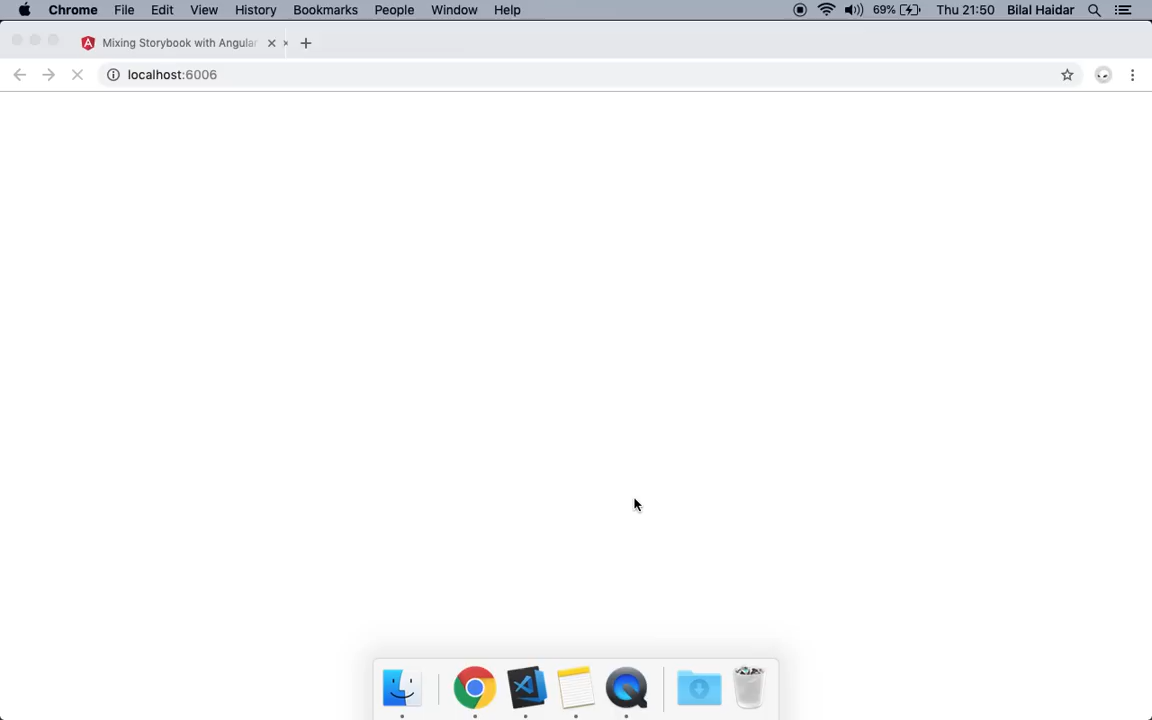 Chrome File Edit View History Bookmarks People Window Help 69% Thu 21:50 Bilal Haidar
Mixing Storybook with Angular
localhost:6006